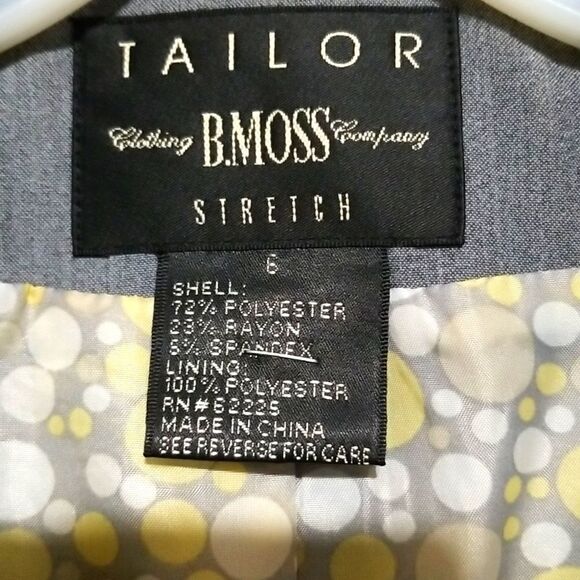 TAILOR
Clothing B.MOSS Company
STRETCH
6
SHELL:
72% POLYESTER
23% RAYON
5% SPANDEX
LINING:
100% POLYESTER
RN# 62225
MADE IN CHINA
SEE REVERSE FOR CARE